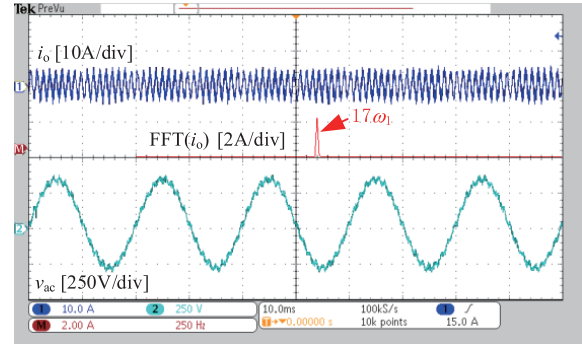 Tek PreVu
iₒ [10A/div]
1
17ω₁
FFT(iₒ) [2A/div]
M
2
v_ac [250V/div]
1 10.0 A 2 250 V 10.0ms 100kS/s 1
M 2.00 A 250 Hz T→▼0.00000 s 10k points 15.0 A